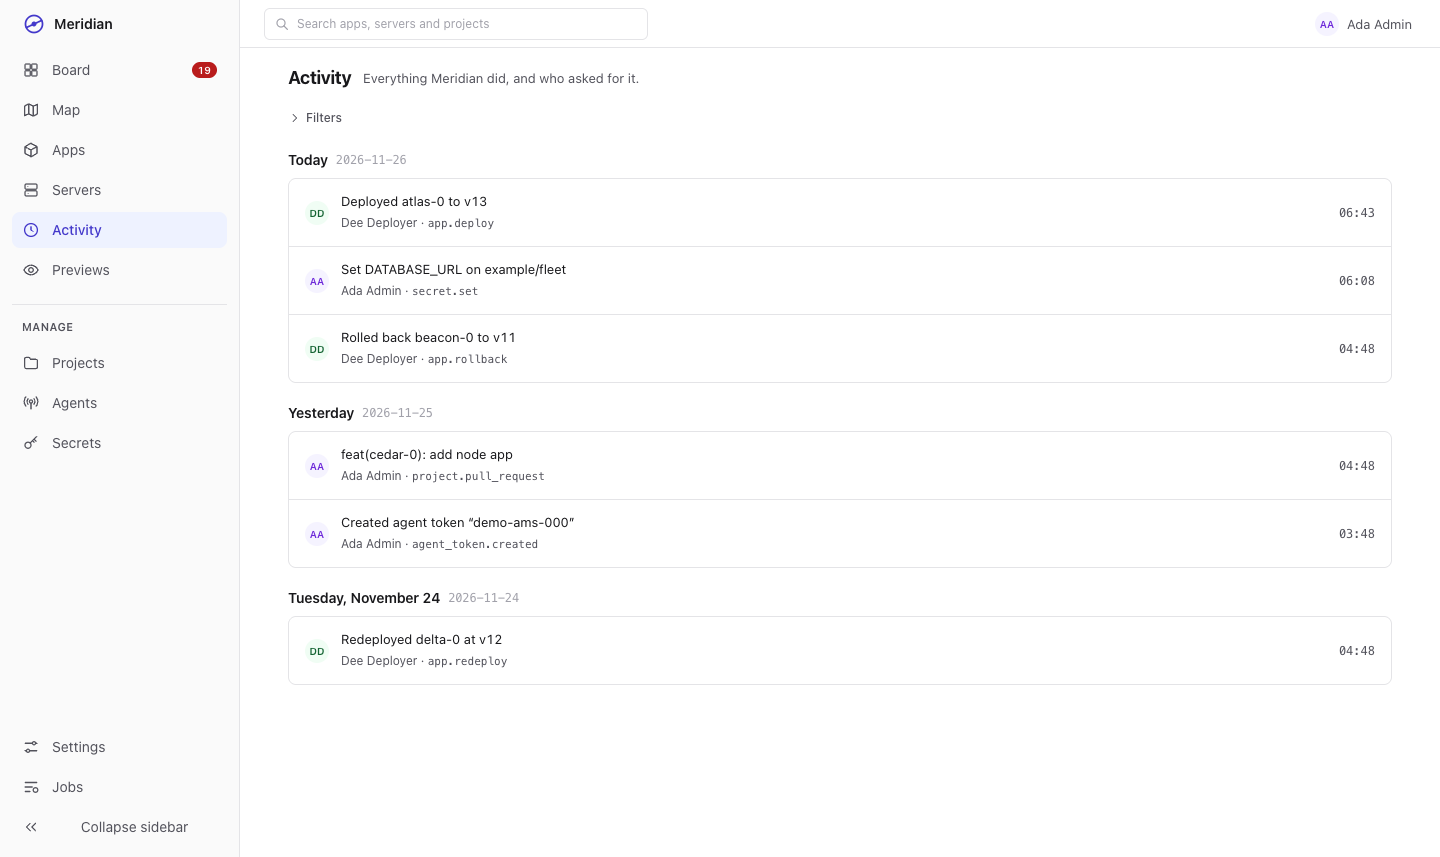 Meridian
Search apps, servers and projects
AA Ada Admin
Board 19
Map
Apps
Servers
Activity
Previews
MANAGE
Projects
Agents
Secrets
Settings
Jobs
Collapse sidebar
Activity Everything Meridian did, and who asked for it.
Filters
Today 2026-11-26
DD Deployed atlas-0 to v13
Dee Deployer · app.deploy
06:43
AA Set DATABASE_URL on example/fleet
Ada Admin · secret.set
06:08
DD Rolled back beacon-0 to v11
Dee Deployer · app.rollback
04:48
Yesterday 2026-11-25
AA feat(cedar-0): add node app
Ada Admin · project.pull_request
04:48
AA Created agent token “demo-ams-000”
Ada Admin · agent_token.created
03:48
Tuesday, November 24 2026-11-24
DD Redeployed delta-0 at v12
Dee Deployer · app.redeploy
04:48